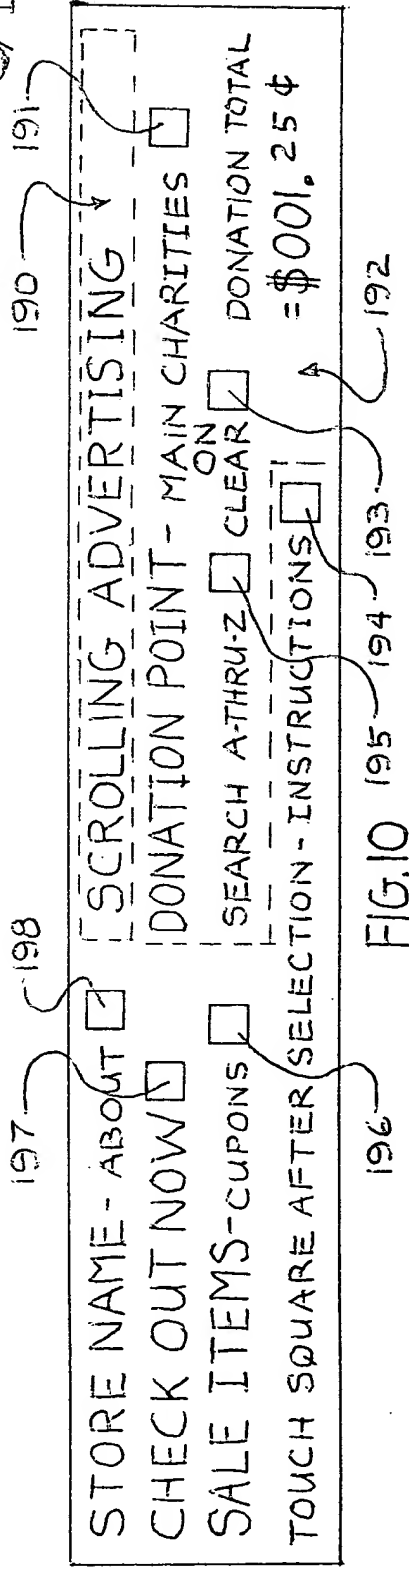 197 198 190 191
STORE NAME - ABOUT
SCROLLING ADVERTISING
CHECK OUT NOW
DONATION POINT - MAIN CHARITIES
ON
SALE ITEMS - CUPONS
SEARCH A-THRU-Z
CLEAR
DONATION TOTAL
= $001.25¢
TOUCH SQUARE AFTER SELECTION - INSTRUCTIONS
196 195 194 193 192
FIG.10